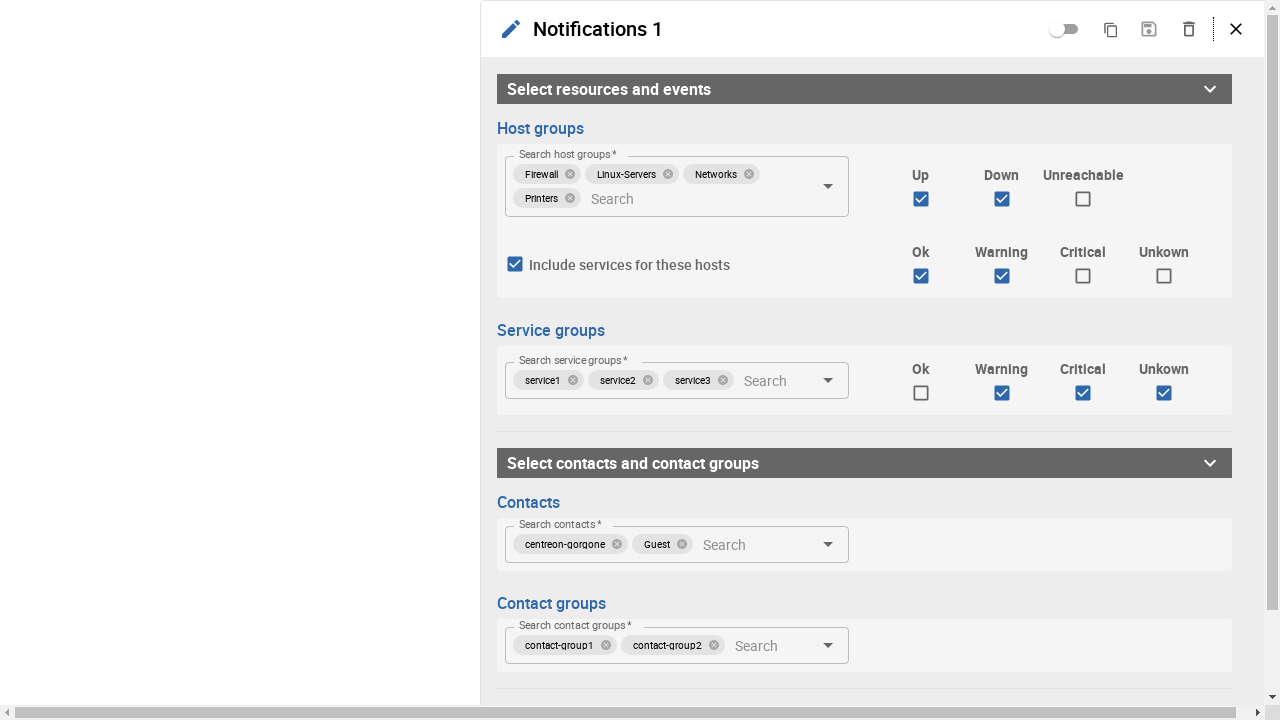 Notifications 1
Select resources and events
Host groups
Search host groups *
Firewall Linux-Servers Networks
Printers Search
Up Down Unreachable
Include services for these hosts
Ok Warning Critical Unkown
Service groups
Search service groups *
service1 service2 service3 Search
Ok Warning Critical Unkown
Select contacts and contact groups
Contacts
Search contacts *
centreon-gorgone Guest Search
Contact groups
Search contact groups *
contact-group1 contact-group2 Search